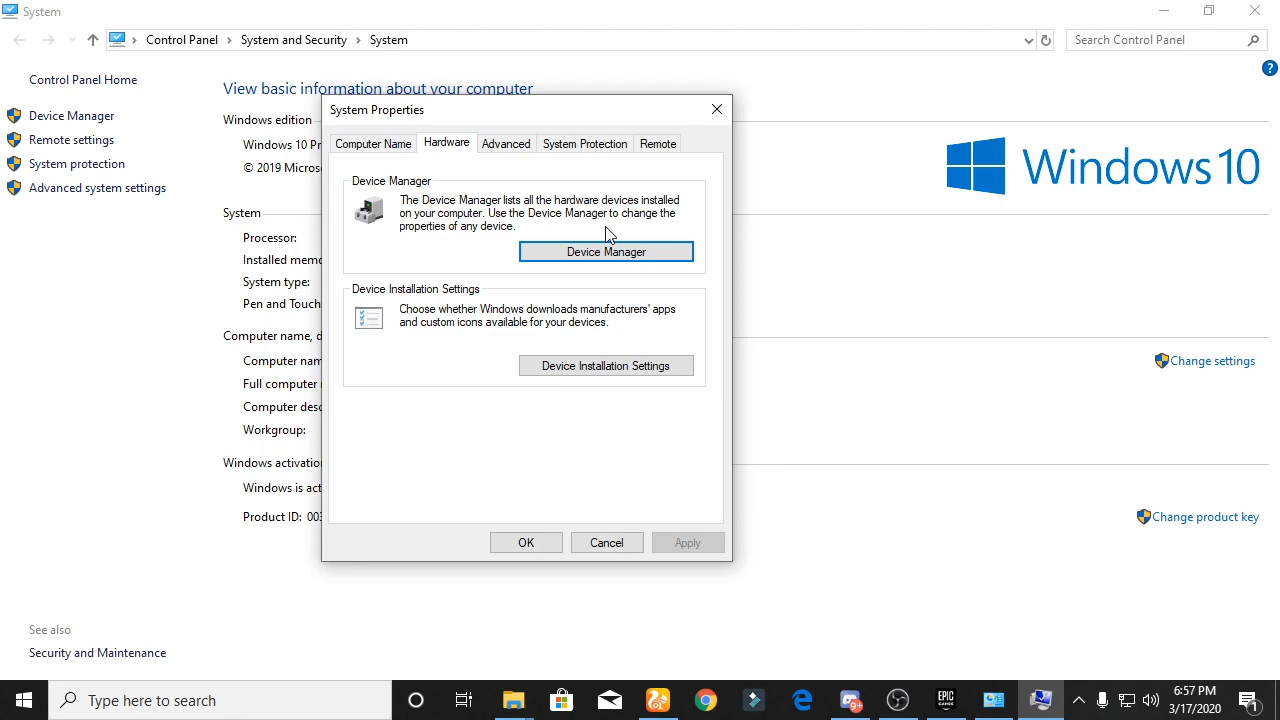 System
Control Panel > System and Security > System
Search Control Panel
Control Panel Home
Device Manager
Remote settings
System protection
Advanced system settings
See also
Security and Maintenance
View basic information about your computer
Windows edition
Windows 10 Pr
© 2019 Micros
Windows 10
System
Processor:
Installed mem
System type:
Pen and Touch
Computer name, d
Computer nam
Full computer
Computer desc
Workgroup:
Change settings
Windows activatio
Windows is act
Product ID: 003
Change product key
System Properties
Computer Name
Hardware
Advanced
System Protection
Remote
Device Manager
The Device Manager lists all the hardware devices installed
on your computer. Use the Device Manager to change the
properties of any device.
Device Manager
Device Installation Settings
Choose whether Windows downloads manufacturers' apps
and custom icons available for your devices.
Device Installation Settings
OK
Cancel
Apply
Type here to search
9+
EPIC
GAMES
6:57 PM
3/17/2020
1